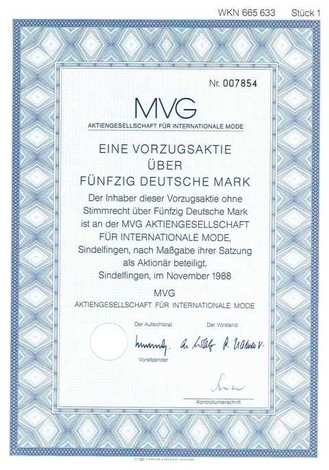 WKN 665 633 Stück 1
Nr. 007854
MVG
AKTIENGESELLSCHAFT FÜR INTERNATIONALE MODE
EINE VORZUGSAKTIE
ÜBER
FÜNFZIG DEUTSCHE MARK
Der Inhaber dieser Vorzugsaktie ohne
Stimmrecht über Fünfzig Deutsche Mark
ist an der MVG AKTIENGESELLSCHAFT
FÜR INTERNATIONALE MODE,
Sindelfingen, nach Maßgabe ihrer Satzung
als Aktionär beteiligt.
Sindelfingen, im November 1988
MVG
AKTIENGESELLSCHAFT FÜR INTERNATIONALE MODE
Der Aufsichtsrat Der Vorstand
Vorsitzender
Kontrollunterschrift